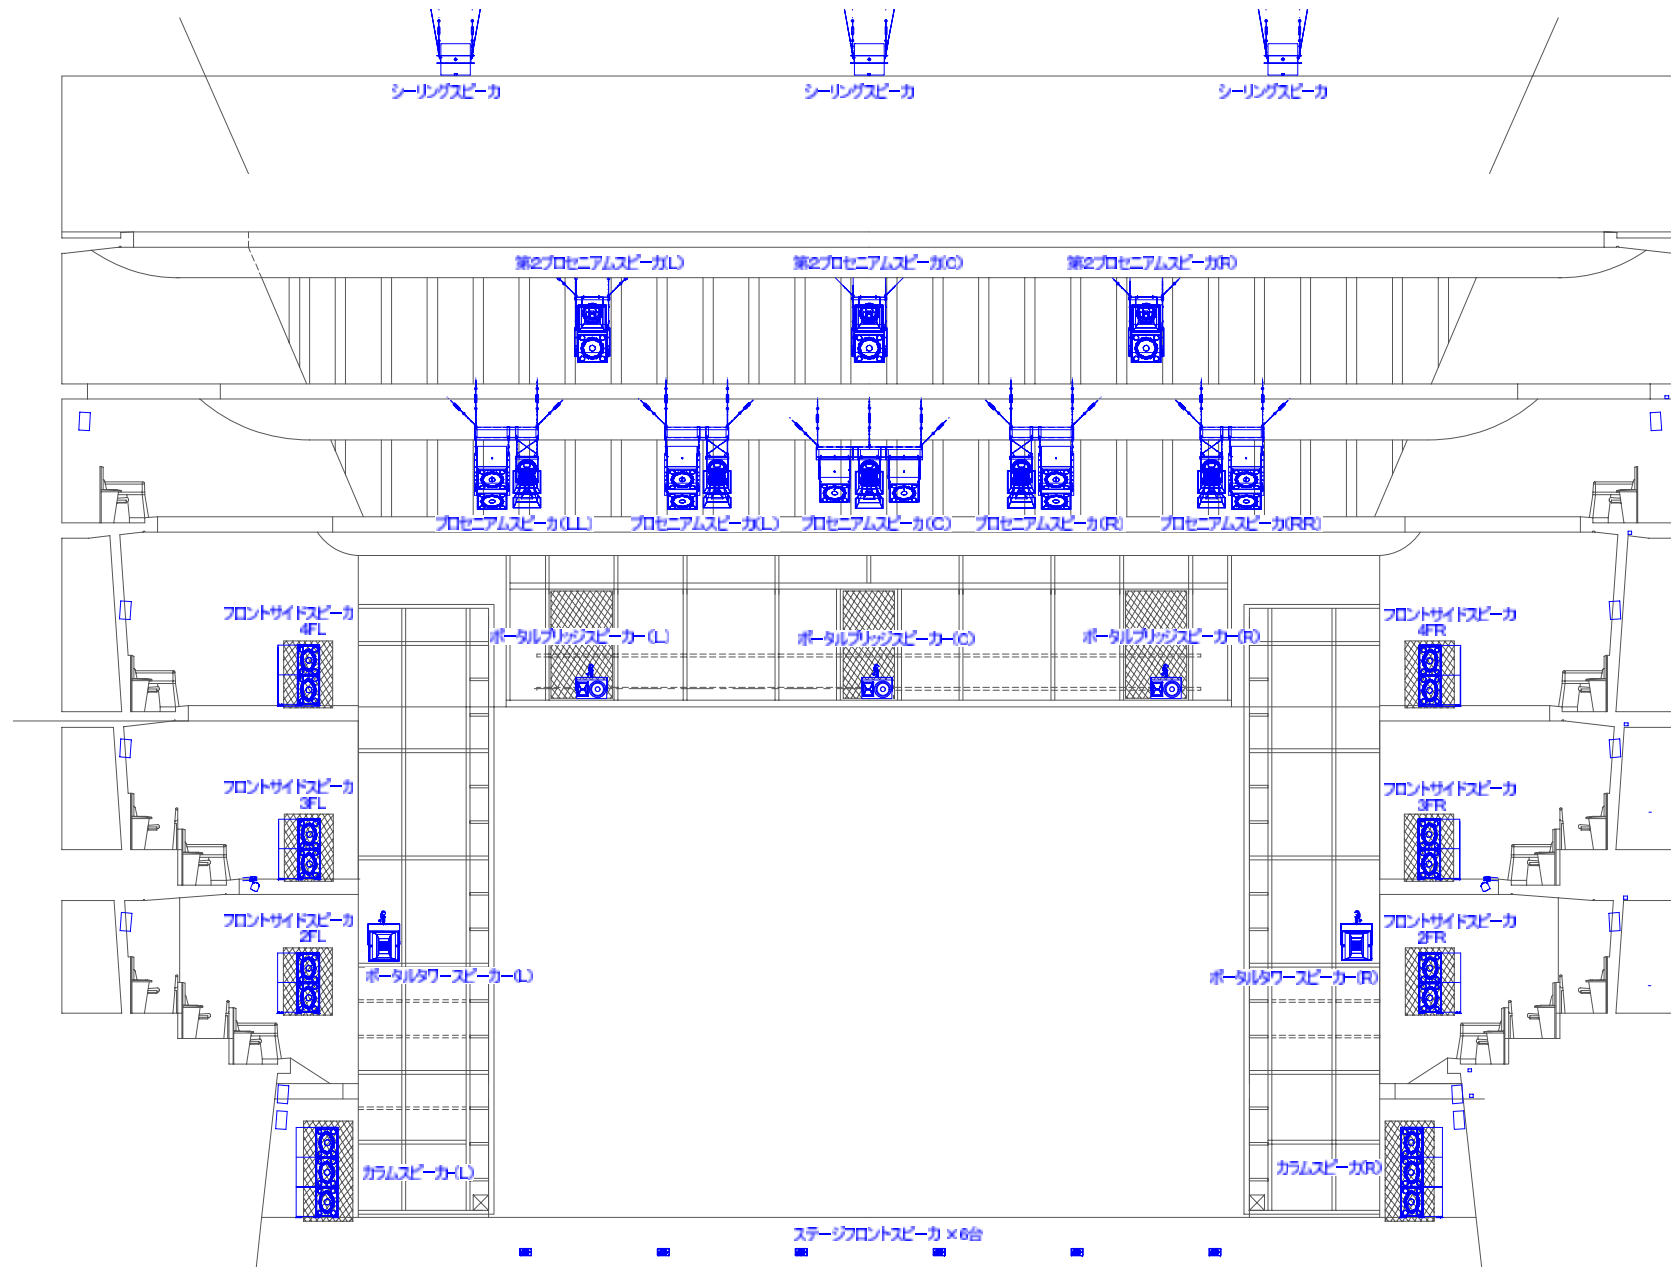 シーリングスピーカ
シーリングスピーカ
シーリングスピーカ
第2プロセニアムスピーカ(L)
第2プロセニアムスピーカ(C)
第2プロセニアムスピーカ(R)
プロセニアムスピーカ(LL)
プロセニアムスピーカ(L)
プロセニアムスピーカ(C)
プロセニアムスピーカ(R)
プロセニアムスピーカ(RR)
フロントサイドスピーカ
4FL
ポータルブリッジスピーカー(L)
ポータルブリッジスピーカー(C)
ポータルブリッジスピーカー(R)
フロントサイドスピーカ
4FR
フロントサイドスピーカ
3FL
フロントサイドスピーカ
3FR
フロントサイドスピーカ
2FL
フロントサイドスピーカ
2FR
ポータルタワースピーカー(L)
ポータルタワースピーカー(R)
カラムスピーカー(L)
カラムスピーカ(R)
ステージフロントスピーカ ×6台